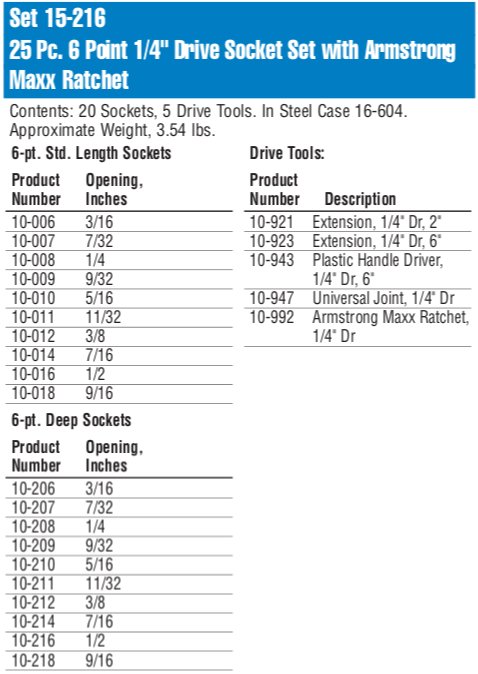 Set 15-216
25 Pc. 6 Point 1/4" Drive Socket Set with Armstrong
Maxx Ratchet
Contents: 20 Sockets, 5 Drive Tools. In Steel Case 16-604.
Approximate Weight, 3.54 lbs.
6-pt. Std. Length Sockets
Product Opening,
Number Inches
10-006 3/16
10-007 7/32
10-008 1/4
10-009 9/32
10-010 5/16
10-011 11/32
10-012 3/8
10-014 7/16
10-016 1/2
10-018 9/16
6-pt. Deep Sockets
Product Opening,
Number Inches
10-206 3/16
10-207 7/32
10-208 1/4
10-209 9/32
10-210 5/16
10-211 11/32
10-212 3/8
10-214 7/16
10-216 1/2
10-218 9/16
Drive Tools:
Product
Number Description
10-921 Extension, 1/4" Dr, 2"
10-923 Extension, 1/4" Dr, 6"
10-943 Plastic Handle Driver,
1/4" Dr, 6"
10-947 Universal Joint, 1/4" Dr
10-992 Armstrong Maxx Ratchet,
1/4" Dr